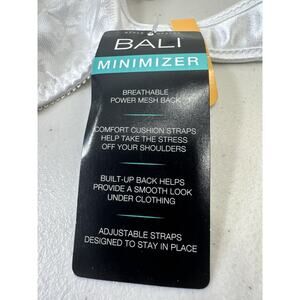 BALI
MINIMIZER
BREATHABLE
POWER MESH BACK
COMFORT CUSHION STRAPS
HELP TAKE THE STRESS
OFF YOUR SHOULDERS
BUILT-UP BACK HELPS
PROVIDE A SMOOTH LOOK
UNDER CLOTHING
ADJUSTABLE STRAPS
DESIGNED TO STAY IN PLACE